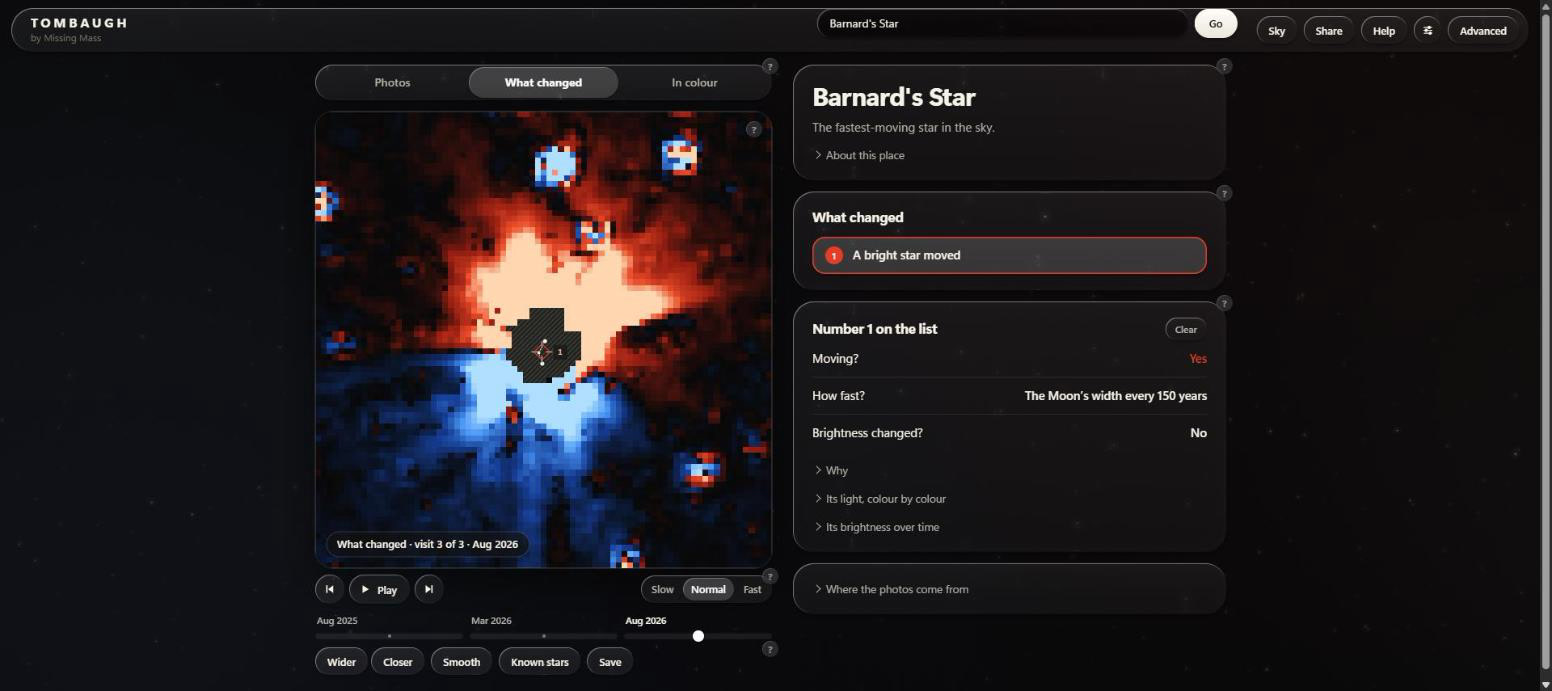 TOMBAUGH
by Missing Mass
Barnard's Star
Go
Sky
Share
Help
Advanced
Photos
What changed
In colour
?
?
1
What changed · visit 3 of 3 · Aug 2026
Play
Slow
Normal
Fast
?
Aug 2025
Mar 2026
Aug 2026
Wider
Closer
Smooth
Known stars
Save
?
?
Barnard's Star
The fastest-moving star in the sky.
About this place
?
What changed
1 A bright star moved
?
Number 1 on the list
Clear
Moving? Yes
How fast? The Moon's width every 150 years
Brightness changed? No
Why
Its light, colour by colour
Its brightness over time
Where the photos come from